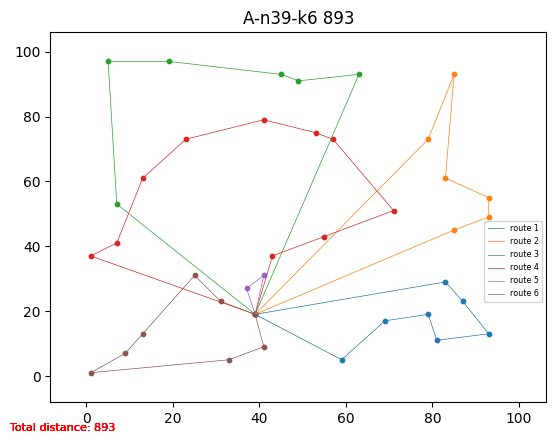 A-n39-k6 893
100
80
60
40
20
0
route 1
route 2
route 3
route 4
route 5
route 6
0 20 40 60 80 100
Total distance: 893